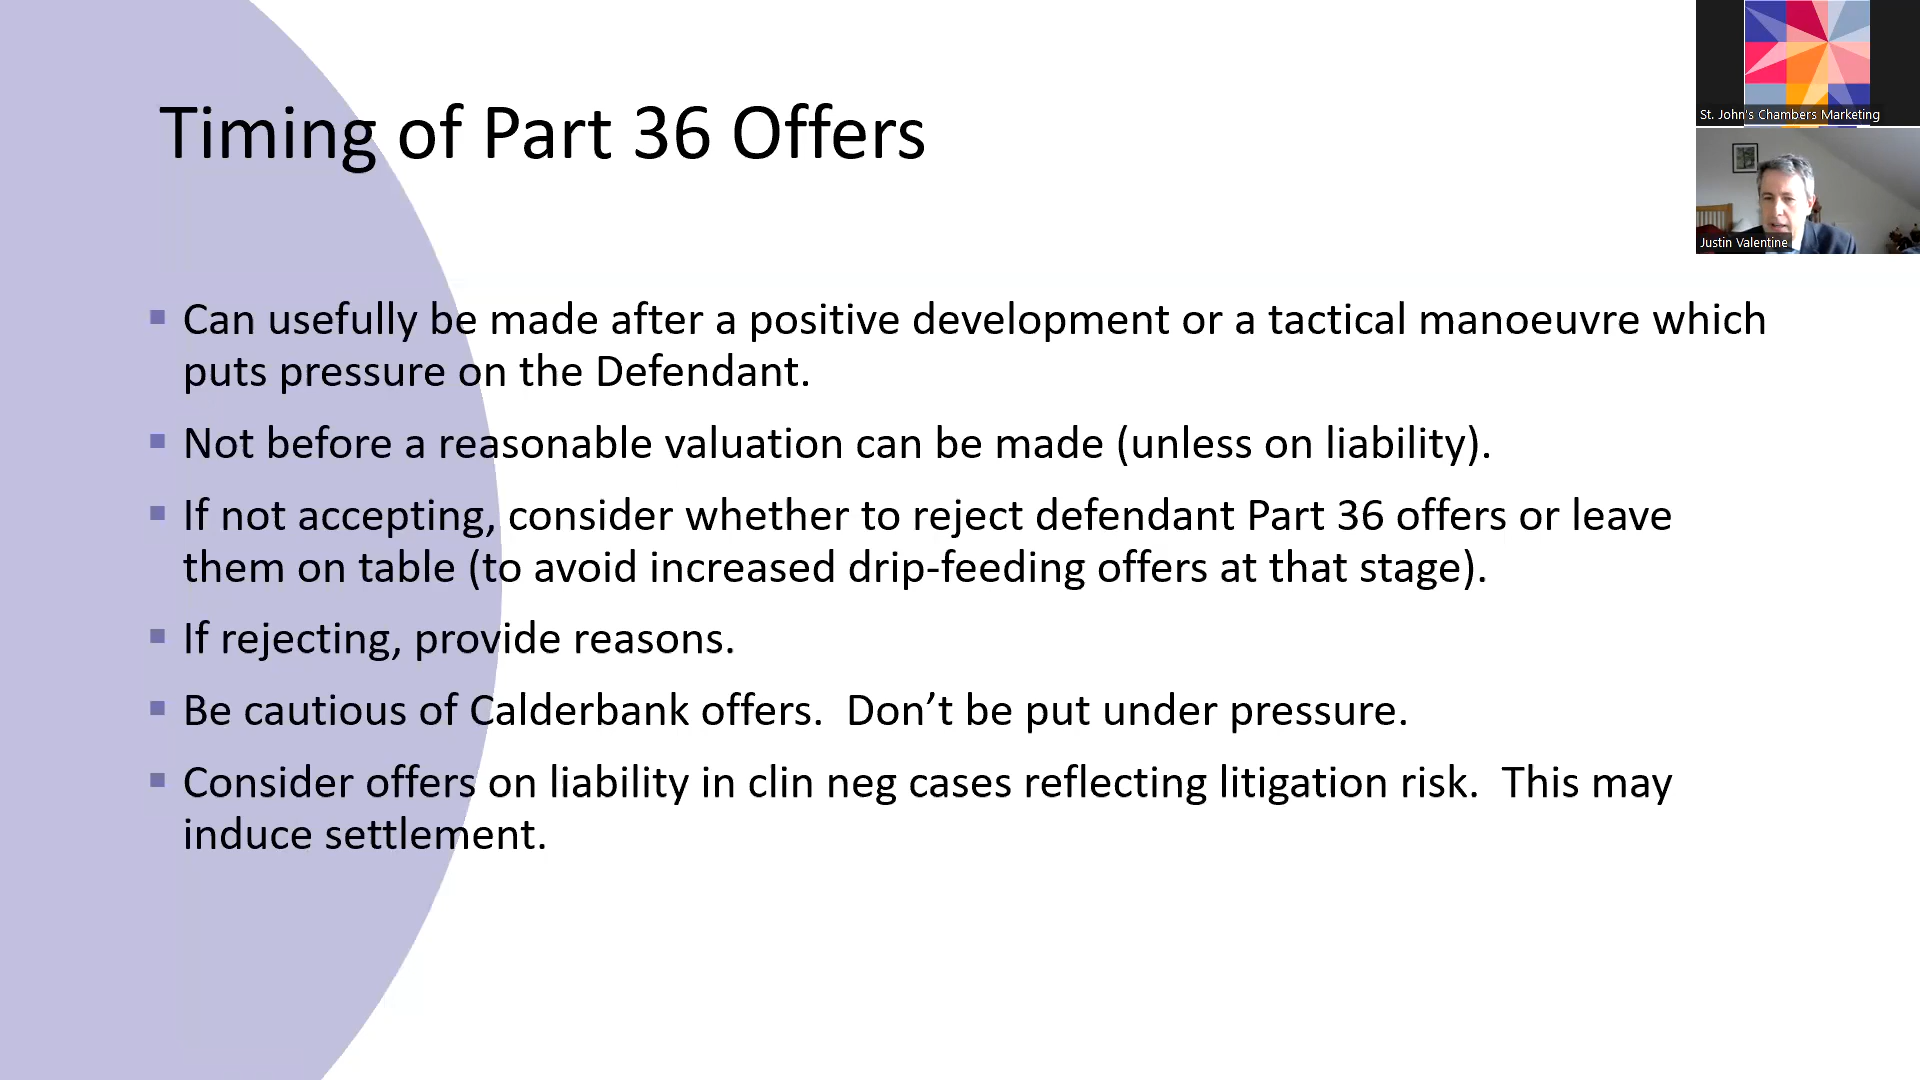 Timing of Part 36 Offers
St. John's Chambers Marketing
Justin Valentine
▪ Can usefully be made after a positive development or a tactical manoeuvre which
puts pressure on the Defendant.
▪ Not before a reasonable valuation can be made (unless on liability).
▪ If not accepting, consider whether to reject defendant Part 36 offers or leave
them on table (to avoid increased drip-feeding offers at that stage).
▪ If rejecting, provide reasons.
▪ Be cautious of Calderbank offers.  Don’t be put under pressure.
▪ Consider offers on liability in clin neg cases reflecting litigation risk.  This may
induce settlement.